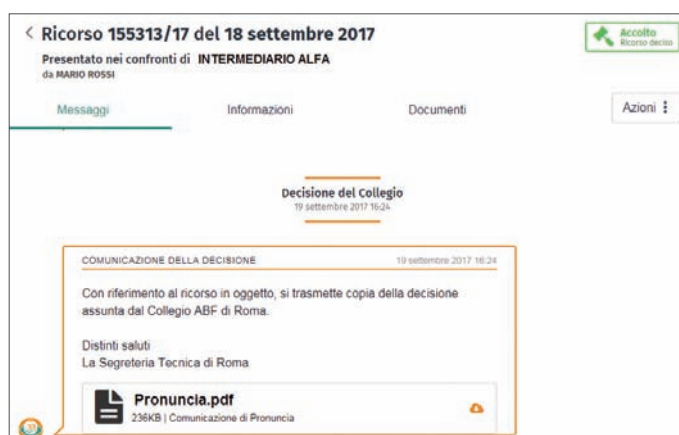 Ricorso 155313/17 del 18 settembre 2017
Accolto
Ricorso deciso
Presentato nei confronti di INTERMEDIARIO ALFA
da MARIO ROSSI
Messaggi
Informazioni
Documenti
Azioni
Decisione del Collegio
19 settembre 2017 16:24
COMUNICAZIONE DELLA DECISIONE
19 settembre 2017 16:24
Con riferimento al ricorso in oggetto, si trasmette copia della decisione
assunta dal Collegio ABF di Roma.
Distinti saluti
La Segreteria Tecnica di Roma
Pronuncia.pdf
236KB | Comunicazione di Pronuncia